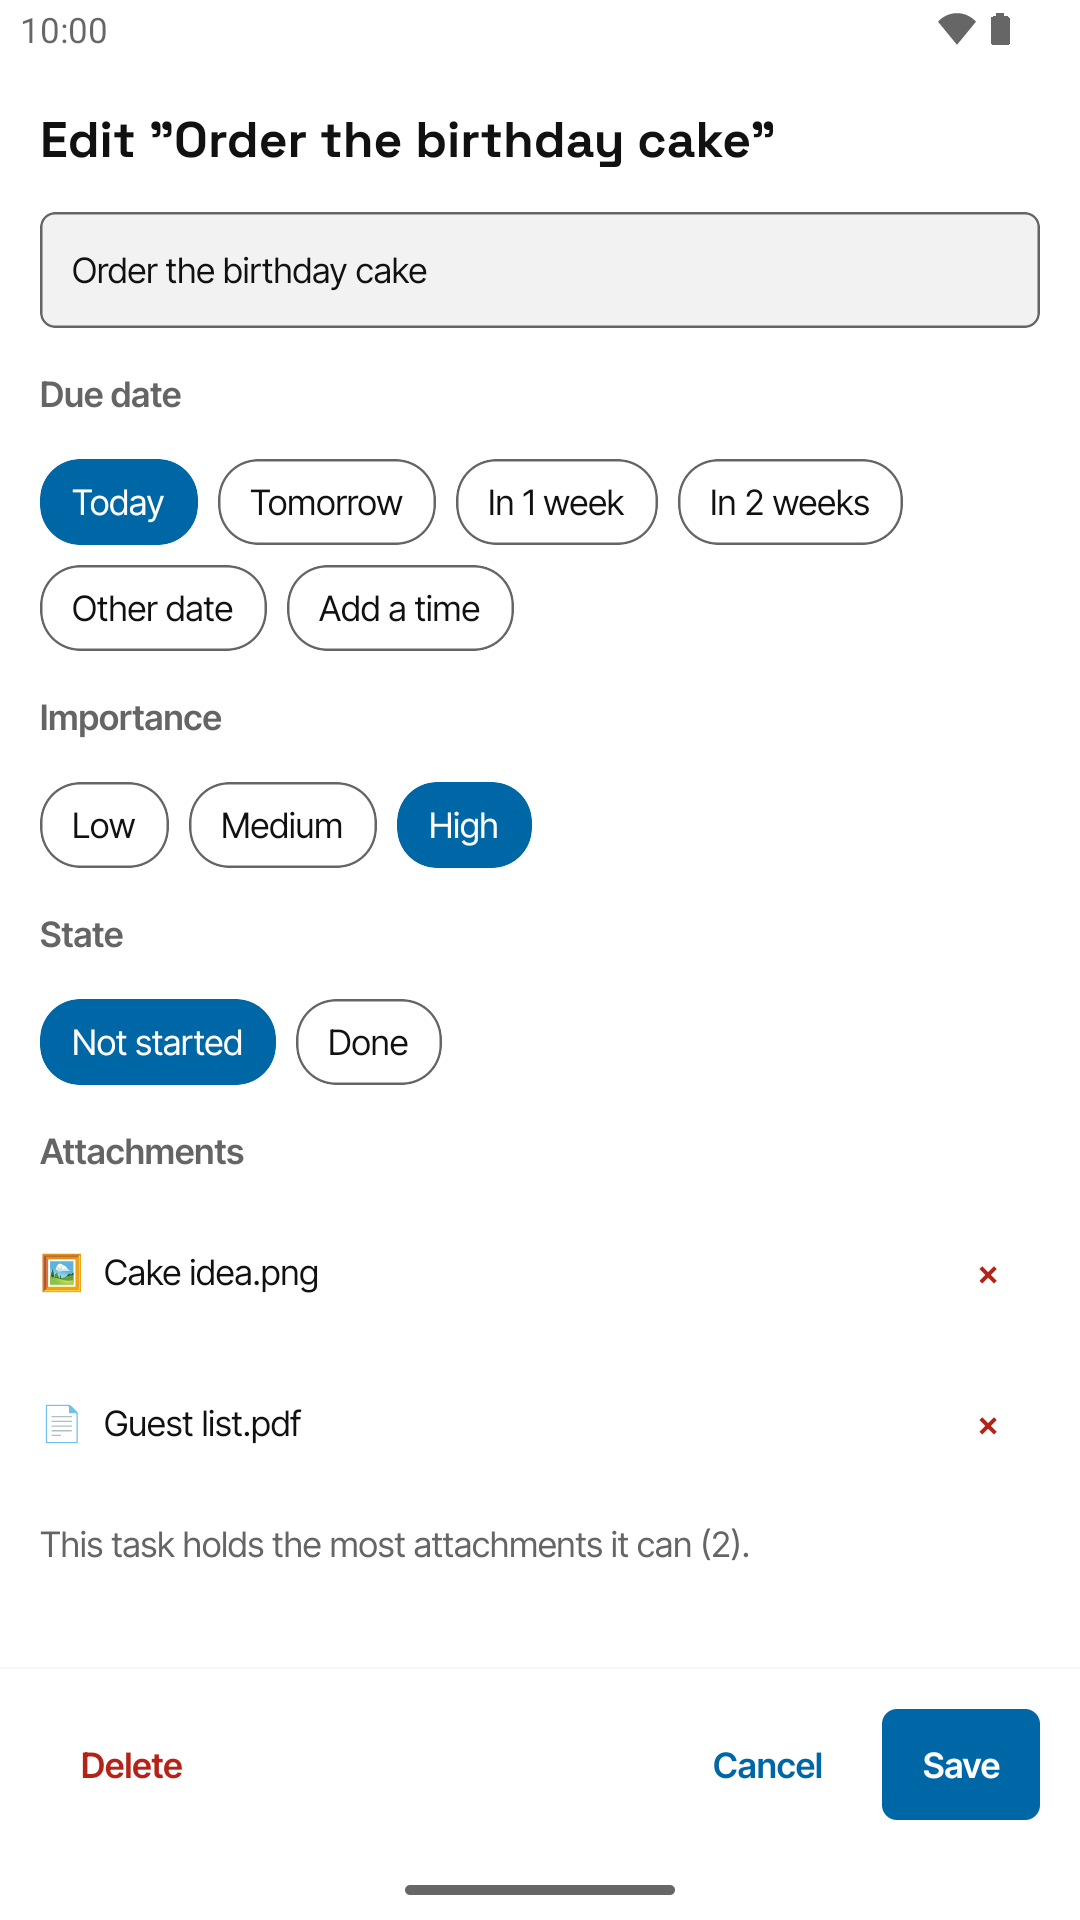 10:00
Edit ”Order the birthday cake”
Order the birthday cake
Due date
Today Tomorrow In 1 week In 2 weeks
Other date Add a time
Importance
Low Medium High
State
Not started Done
Attachments
Cake idea.png ×
Guest list.pdf ×
This task holds the most attachments it can (2).
Delete Cancel Save